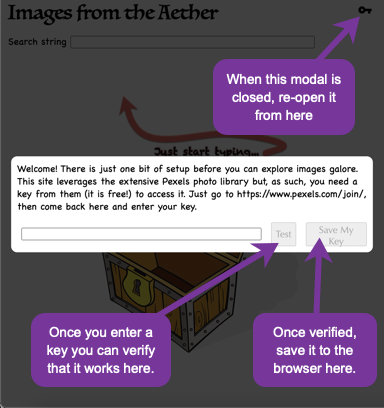 Images from the Aether
Search string
When this modal is
closed, re-open it
from here
Just start typing...
Welcome! There is just one bit of setup before you can explore images galore.
This site leverages the extensive Pexels photo library but, as such, you need a
key from them (it is free!) to access it. Just go to https://www.pexels.com/join/,
then come back here and enter your key.
Test
Save My
Key
Once you enter a
key you can verify
that it works here.
Once verified,
save it to the
browser here.